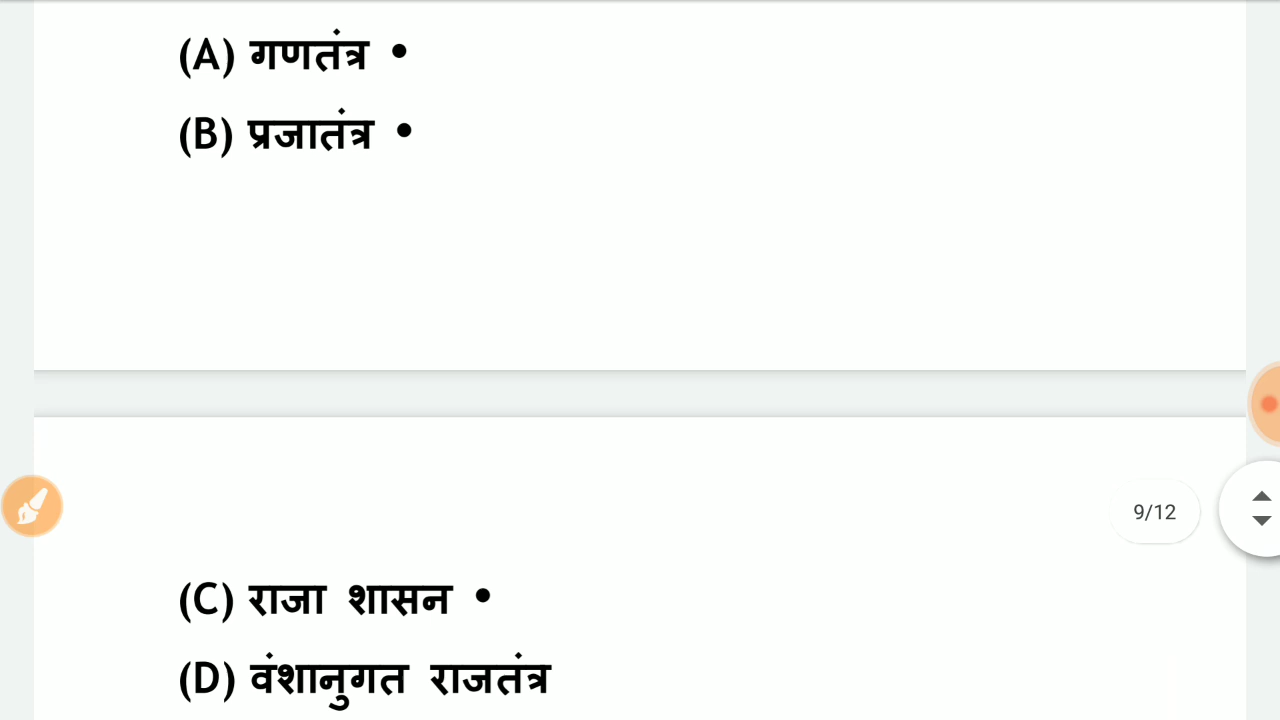 (A) गणतंत्र •
(B) प्रजातंत्र •
9/12
(C) राजा शासन •
(D) वंशानुगत राजतंत्र